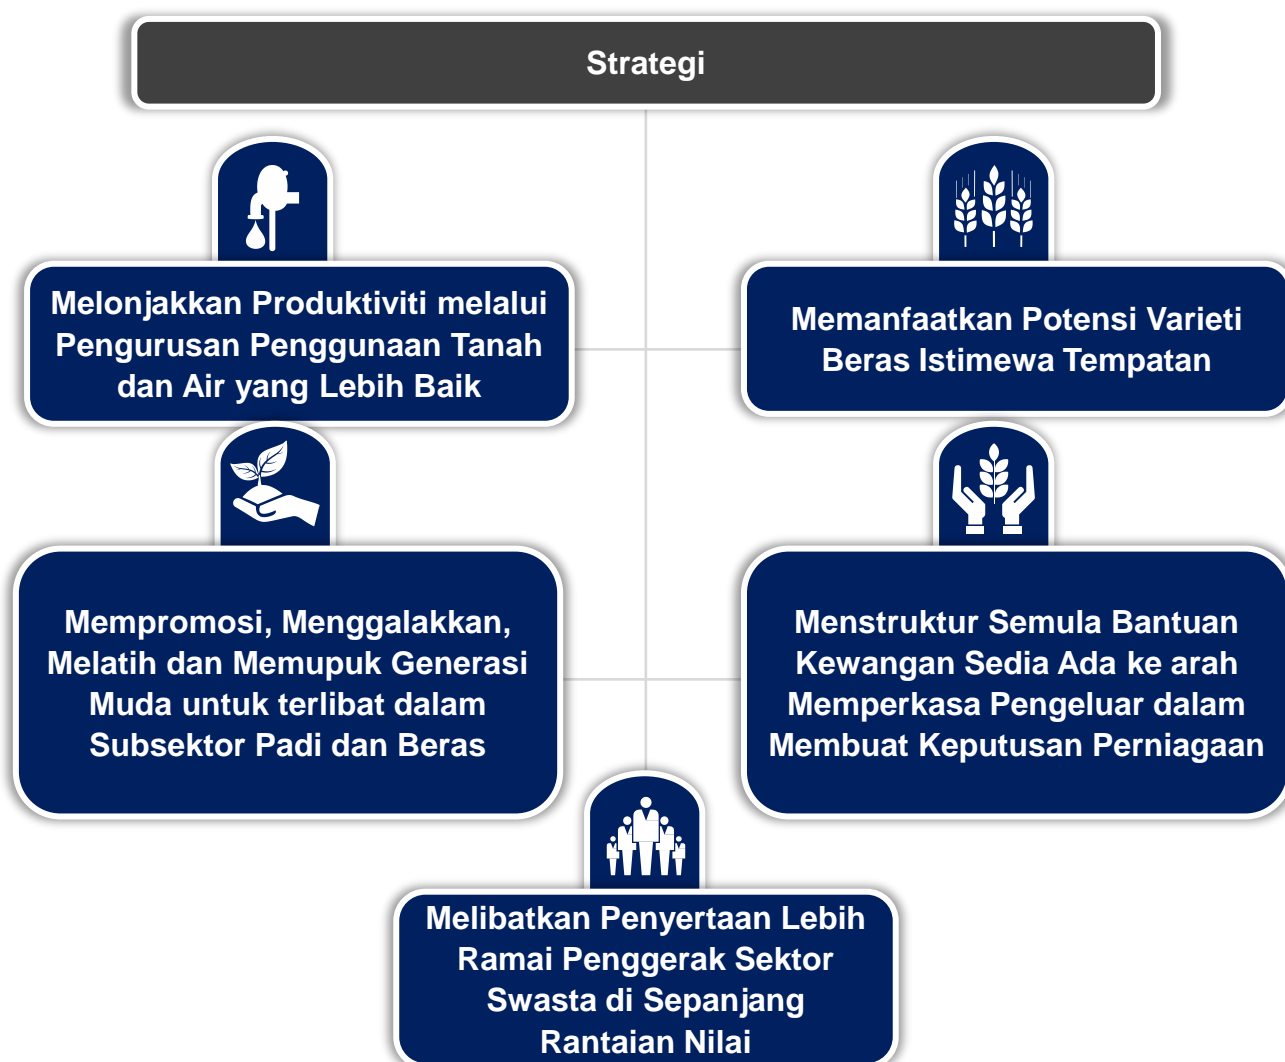 Strategi
Melonjakkan Produktiviti melalui
Pengurusan Penggunaan Tanah
dan Air yang Lebih Baik
Memanfaatkan Potensi Varieti
Beras Istimewa Tempatan
Mempromosi, Menggalakkan,
Melatih dan Memupuk Generasi
Muda untuk terlibat dalam
Subsektor Padi dan Beras
Menstruktur Semula Bantuan
Kewangan Sedia Ada ke arah
Memperkasa Pengeluar dalam
Membuat Keputusan Perniagaan
Melibatkan Penyertaan Lebih
Ramai Penggerak Sektor
Swasta di Sepanjang
Rantaian Nilai